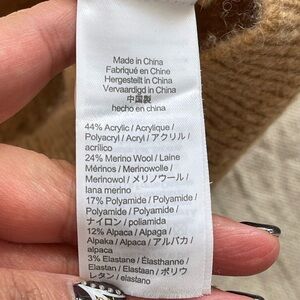 Made in China
Fabriqué en Chine
Hergestellt in China
Vervaardigd in China
中国製
hecho en china
44% Acrylic / Acrylique /
Polyacryl / Acryl / アクリル /
acrílico
24% Merino Wool / Laine
Mérinos / Merinowolle /
Merinowol / メリノウール /
lana merino
17% Polyamide / Polyamide /
Polyamide / Polyamide /
ナイロン / poliamida
12% Alpaca / Alpaga /
Alpaka / Alpaca / アルパカ /
alpaca
3% Elastane / Élasthanne /
Elastan / Elastaan / ポリウ
レタン / elastano